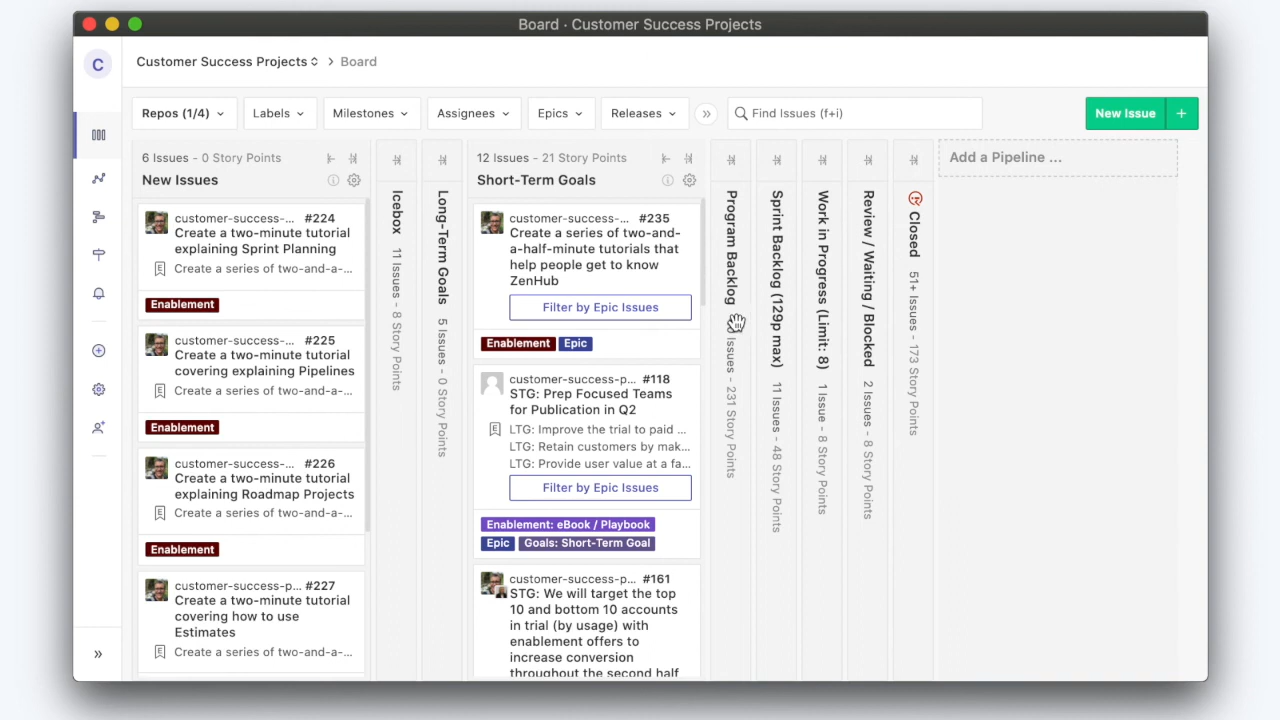 Board · Customer Success Projects
C
Customer Success Projects > Board
Repos (1/4)
Labels
Milestones
Assignees
Epics
Releases
»
Find Issues (f+i)
New Issue
+
6 Issues - 0 Story Points
New Issues
customer-success-... #224
Create a two-minute tutorial
explaining Sprint Planning
Create a series of two-and-a-...
Enablement
customer-success-... #225
Create a two-minute tutorial
covering explaining Pipelines
Create a series of two-and-a-...
Enablement
customer-success-... #226
Create a two-minute tutorial
explaining Roadmap Projects
Create a series of two-and-a-...
Enablement
customer-success-p... #227
Create a two-minute tutorial
covering how to use
Estimates
Create a series of two-and-a-...
Icebox 11 Issues - 8 Story Points
Long-Term Goals 5 Issues - 0 Story Points
12 Issues - 21 Story Points
Short-Term Goals
customer-success-... #235
Create a series of two-and-
a-half-minute tutorials that
help people get to know
ZenHub
Filter by Epic Issues
Enablement Epic
customer-success-p... #118
STG: Prep Focused Teams
for Publication in Q2
LTG: Improve the trial to paid ...
LTG: Retain customers by mak...
LTG: Provide user value at a fa...
Filter by Epic Issues
Enablement: eBook / Playbook
Epic Goals: Short-Term Goal
customer-success-p... #161
STG: We will target the top
10 and bottom 10 accounts
in trial (by usage) with
enablement offers to
increase conversion
throughout the second half
Program Backlog Issues - 231 Story Points
Sprint Backlog (129p max) 11 Issues - 48 Story Points
Work in Progress (Limit: 8) 1 Issue - 8 Story Points
Review / Waiting / Blocked 2 Issues - 8 Story Points
Closed 51+ Issues - 173 Story Points
Add a Pipeline ...
»